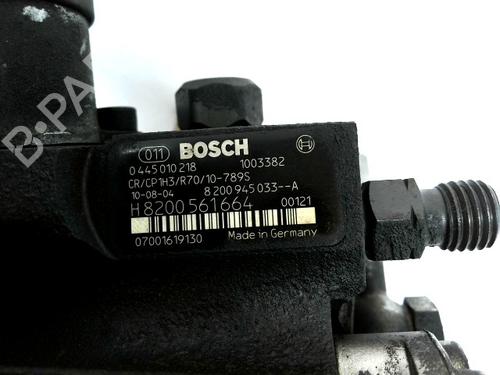 B-PARTS
011 BOSCH
0 445 010 218 1003382
CR/CP1H3/R70/10-789S
10-08-04 8 200 945 033--A
H 8200 561664
00121
07001619130 Made in Germany